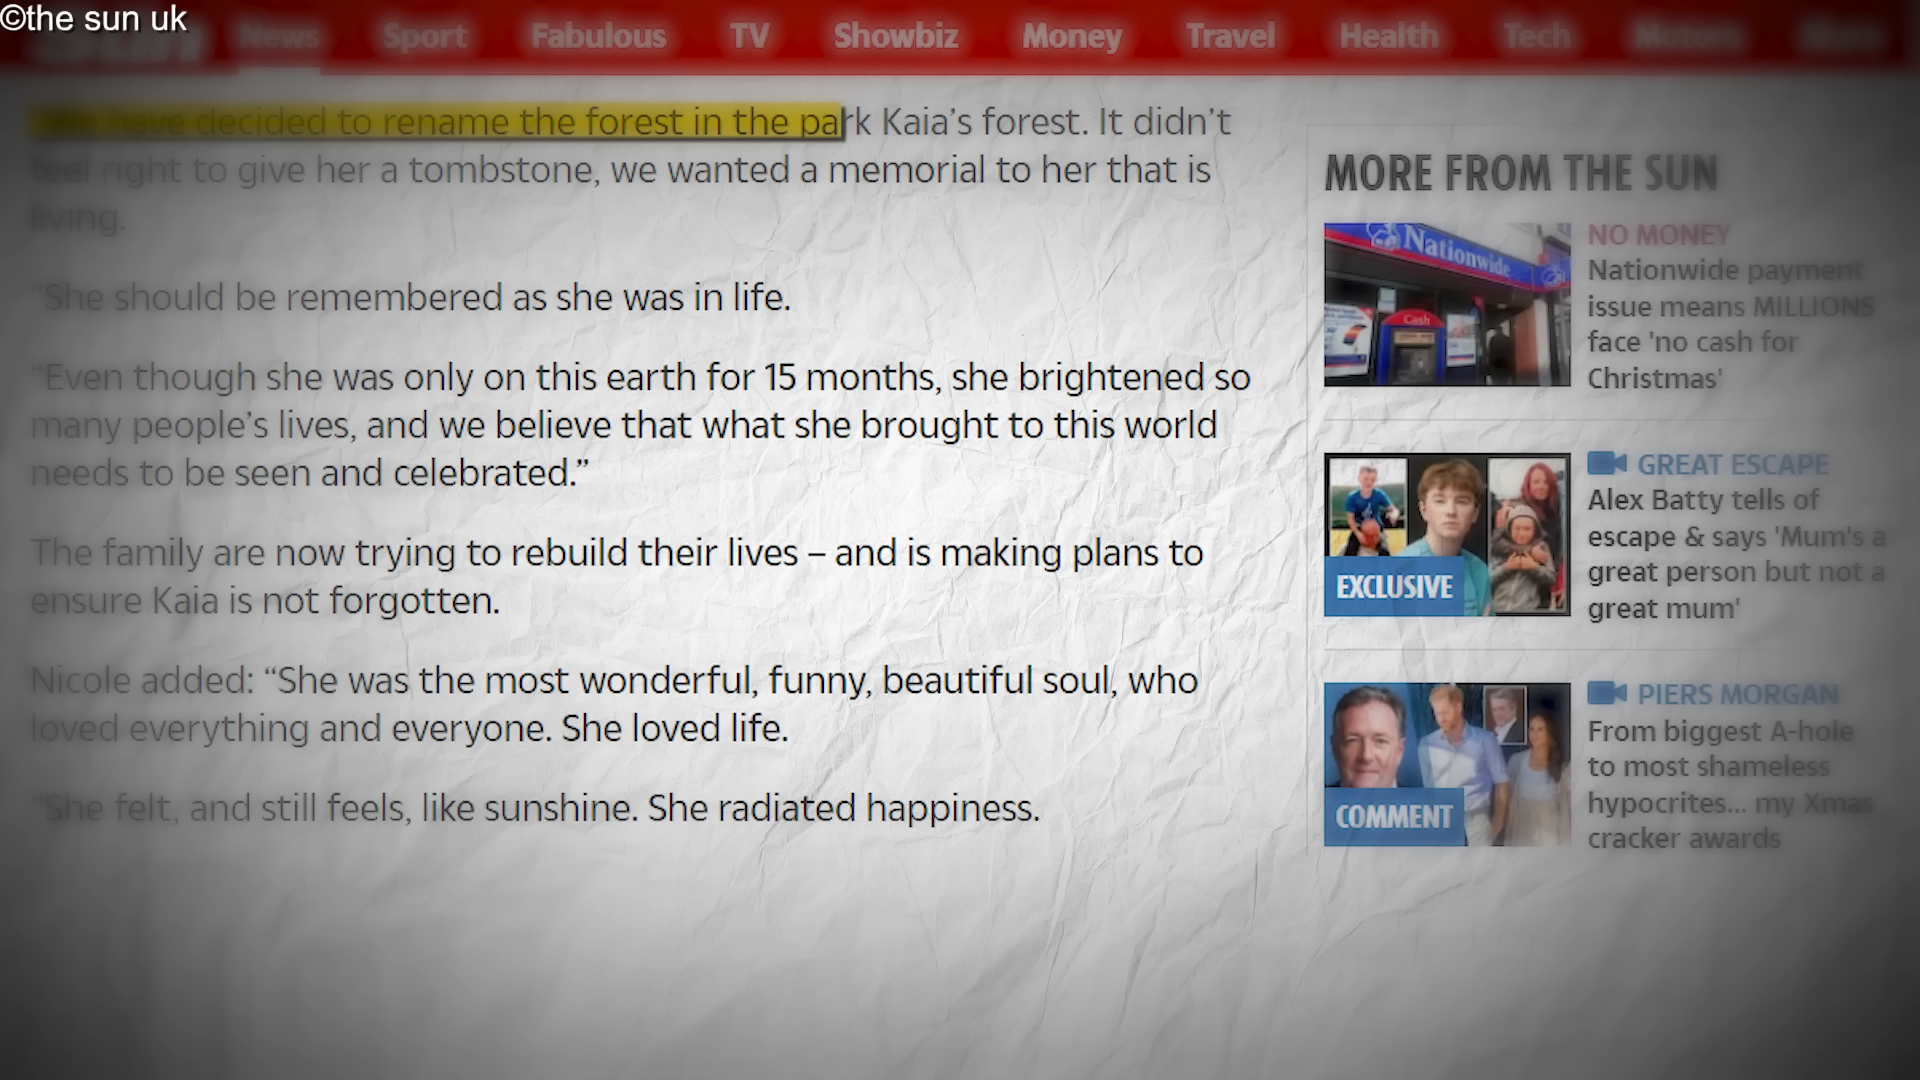 ©the sun uk
News Sport Fabulous TV Showbiz Money Travel Health Tech Motors
have decided to rename the forest in the park Kaia’s forest. It didn’t
feel right to give her a tombstone, we wanted a memorial to her that is
living.
“She should be remembered as she was in life.
“Even though she was only on this earth for 15 months, she brightened so
many people’s lives, and we believe that what she brought to this world
needs to be seen and celebrated.”
The family are now trying to rebuild their lives – and is making plans to
ensure Kaia is not forgotten.
Nicole added: “She was the most wonderful, funny, beautiful soul, who
loved everything and everyone. She loved life.
“She felt, and still feels, like sunshine. She radiated happiness.
MORE FROM THE SUN
Nationwide
Cash
NO MONEY
Nationwide payment
issue means MILLIONS
face 'no cash for
Christmas'
EXCLUSIVE
GREAT ESCAPE
Alex Batty tells of
escape & says 'Mum's a
great person but not a
great mum'
COMMENT
PIERS MORGAN
From biggest A-hole
to most shameless
hypocrites... my Xmas
cracker awards